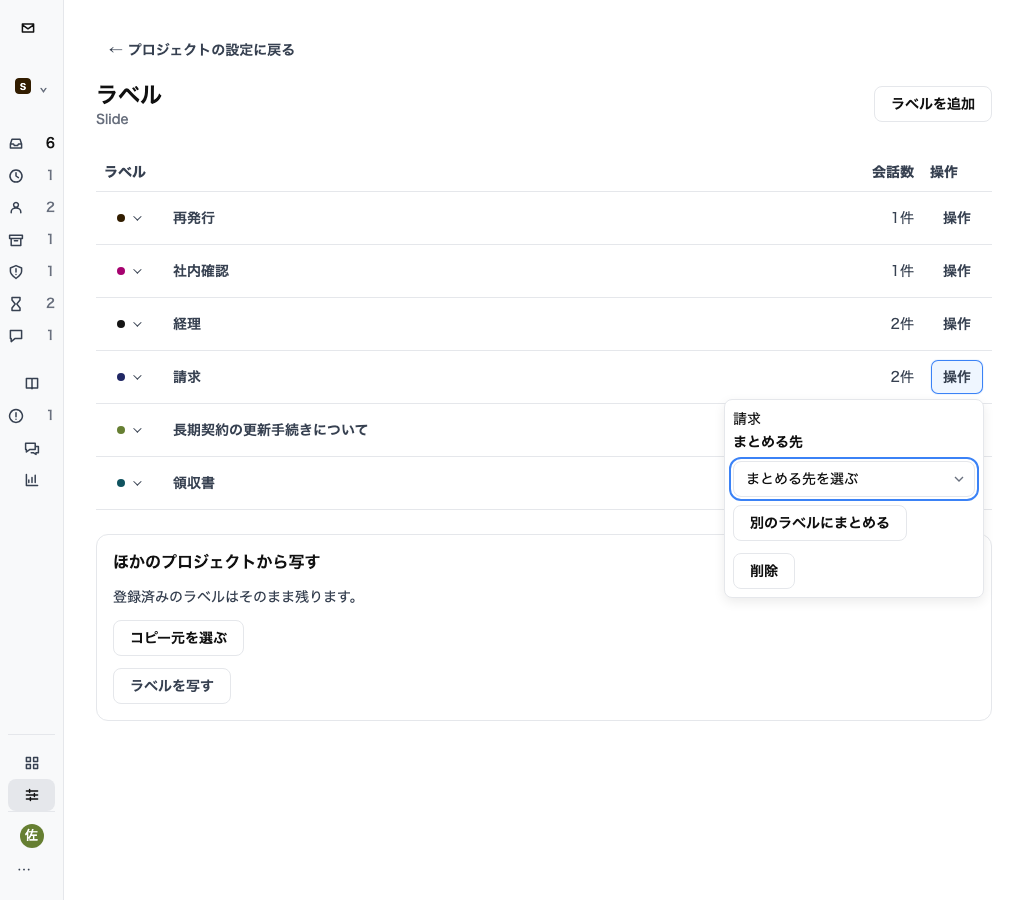 ← プロジェクトの設定に戻る
S
ラベル
Slide
ラベルを追加
6
1
2
1
1
2
1
1
ラベル 会話数 操作
再発行 1件 操作
社内確認 1件 操作
経理 2件 操作
請求 2件 操作
長期契約の更新手続きについて
領収書
請求
まとめる先
まとめる先を選ぶ
別のラベルにまとめる
削除
ほかのプロジェクトから写す
登録済みのラベルはそのまま残ります。
コピー元を選ぶ
ラベルを写す
佐